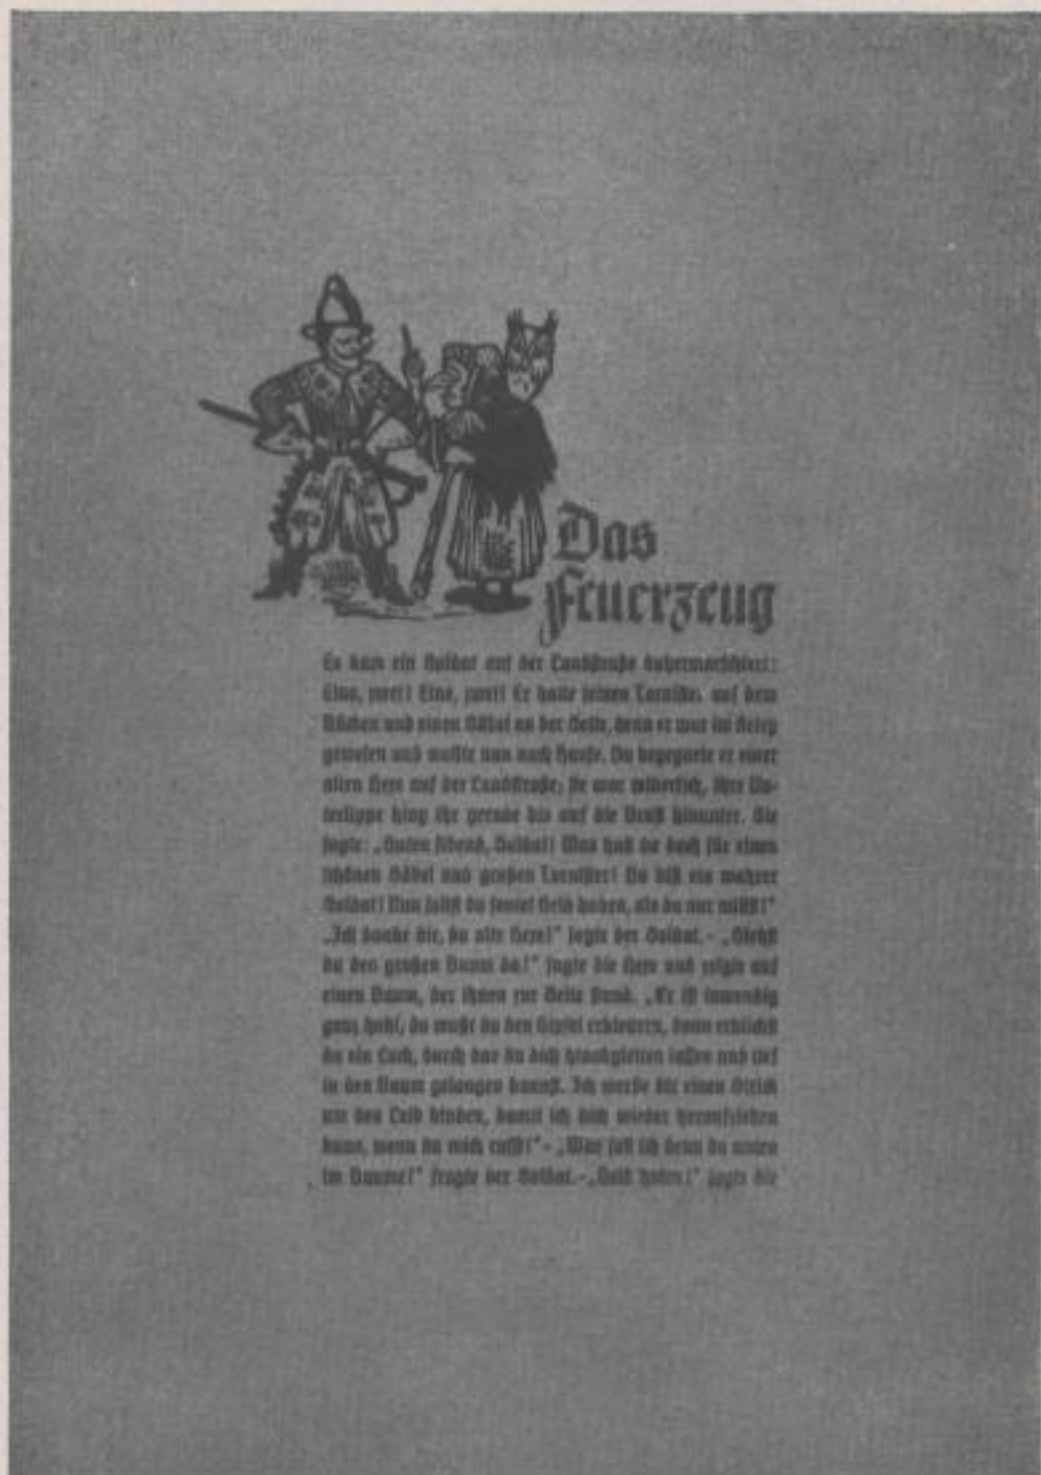 Das
Feuerzeug
Es kam ein Soldat auf der Landstraße dahermarschiert:
Eins, zwei! Eins, zwei! Er hatte seinen Tornister auf dem
Rücken und einen Säbel an der Seite, denn er war im Krieg
gewesen und wollte nun nach Hause. Da begegnete er einer
alten Hexe auf der Landstraße; sie war widerlich, ihre Un-
terlippe hing ihr gerade bis auf die Brust hinunter. Sie
sagte: „Guten Abend, Soldat! Was hast du doch für einen
schönen Säbel und großen Tornister! Du bist ein wahrer
Soldat! Nun sollst du soviel Geld haben, als du nur willst!"
„Ich danke dir, du alte Hexe!" sagte der Soldat. - „Siehst
du den großen Baum da?" sagte die Hexe und zeigte auf
einen Baum, der ihnen zur Seite stand. „Er ist inwendig
ganz hohl, da mußt du den Gipfel erklettern, dann erblickst
du ein Loch, durch das du dich hinabgleiten lassen und tief
in den Baum gelangen kannst. Ich werde dir einen Strick
um den Leib binden, damit ich dich wieder heraufziehen
kann, wenn du mich rufst!" - „Was soll ich denn da unten
im Baume?" fragte der Soldat. - „Geld holen!" sagte die